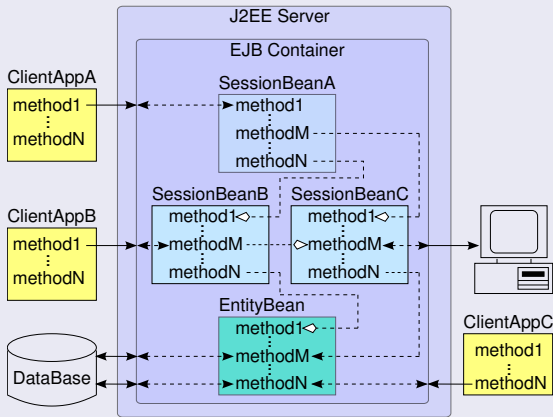 J2EE Server
EJB Container
ClientAppA
method1
methodN
SessionBeanA
method1
methodM
methodN
ClientAppB
method1
methodN
SessionBeanB
method1
methodM
methodN
SessionBeanC
method1
methodM
methodN
EntityBean
method1
methodM
methodN
DataBase
ClientAppC
method1
methodN